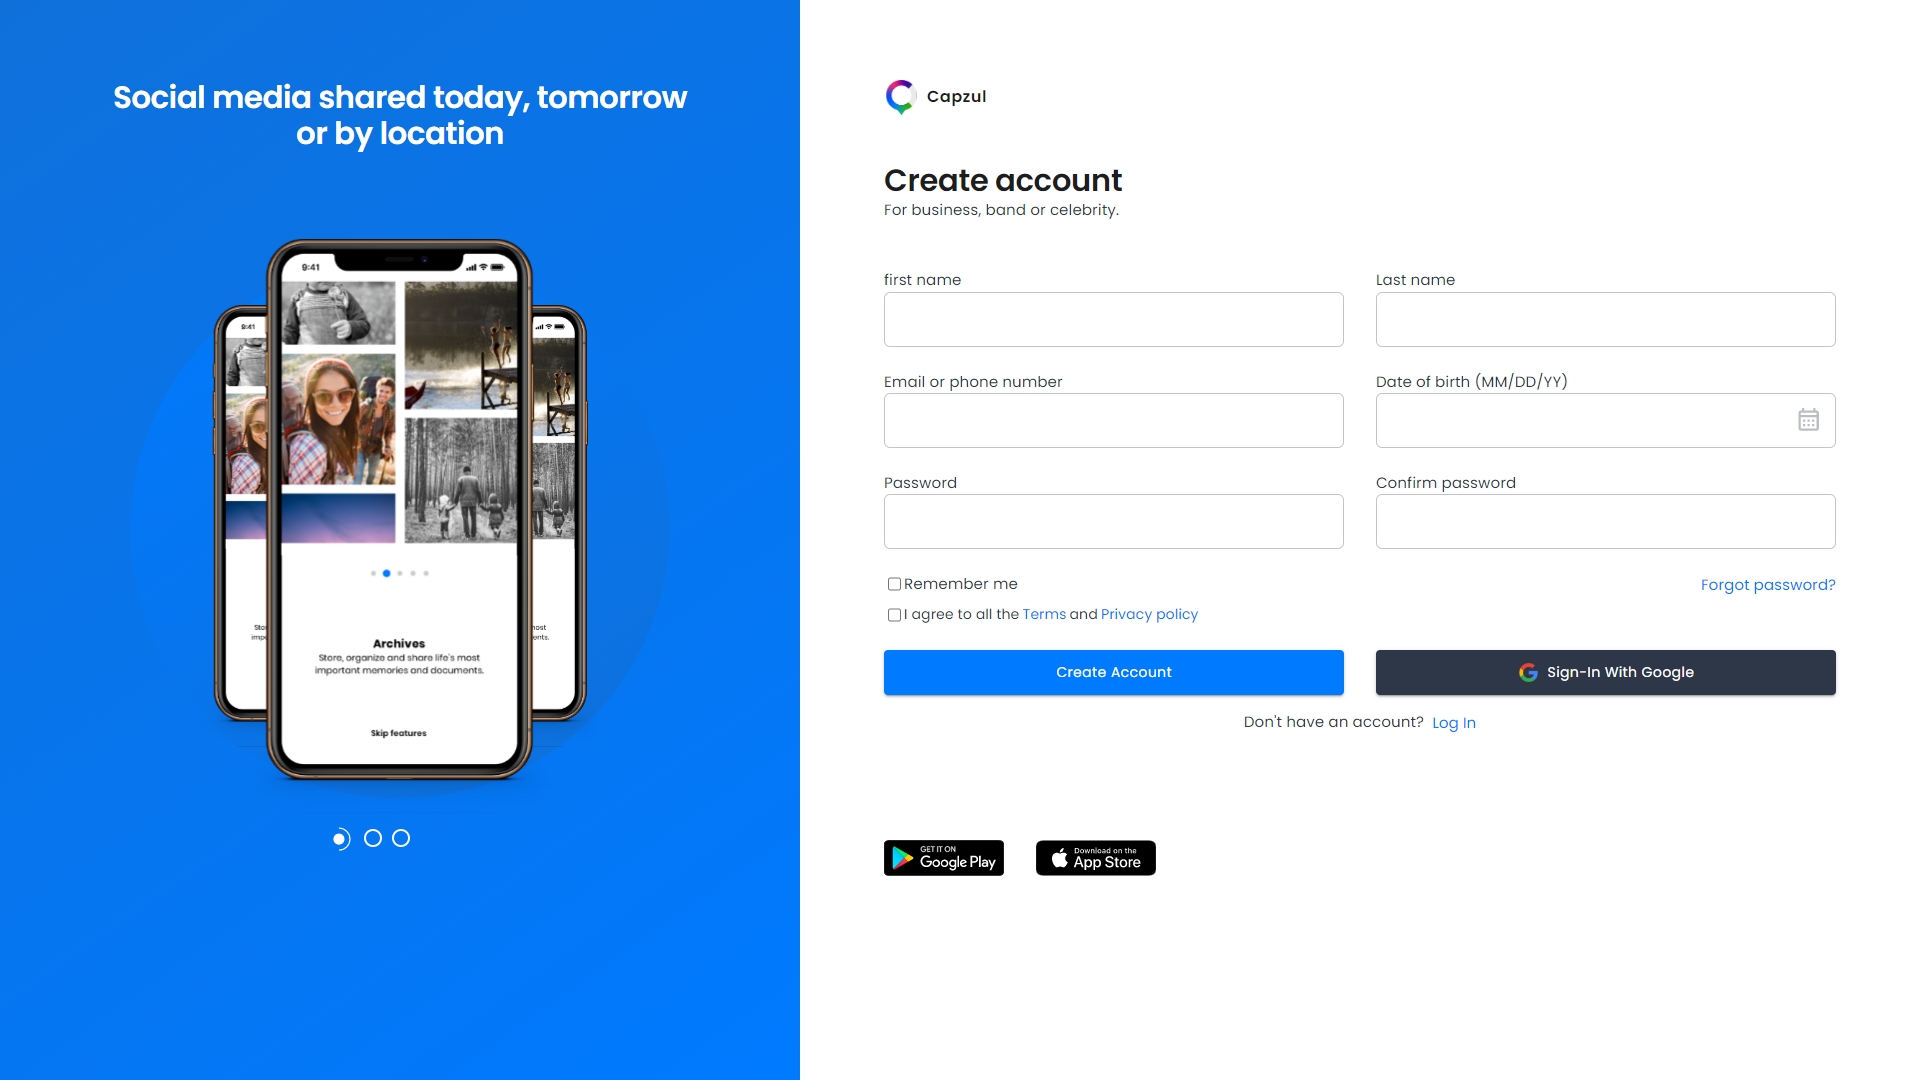 Social media shared today, tomorrow
or by location
9:41
9:41
Archives
Store, organize and share life's most
important memories and documents.
Skip features
Capzul
Create account
For business, band or celebrity.
first name
Last name
Email or phone number
Date of birth (MM/DD/YY)
Password
Confirm password
Remember me
Forgot password?
I agree to all the Terms and Privacy policy
Create Account
Sign-In With Google
Don't have an account? Log In
GET IT ON
Google Play
Download on the
App Store